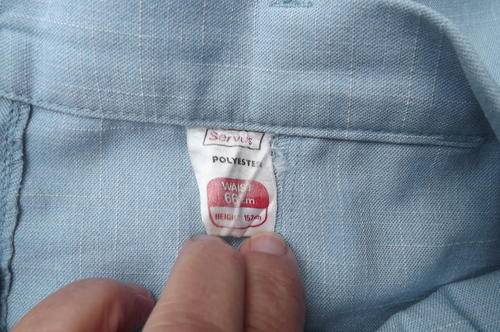 Servus
POLYESTER
WAIST
66cm
HEIGHT 152cm